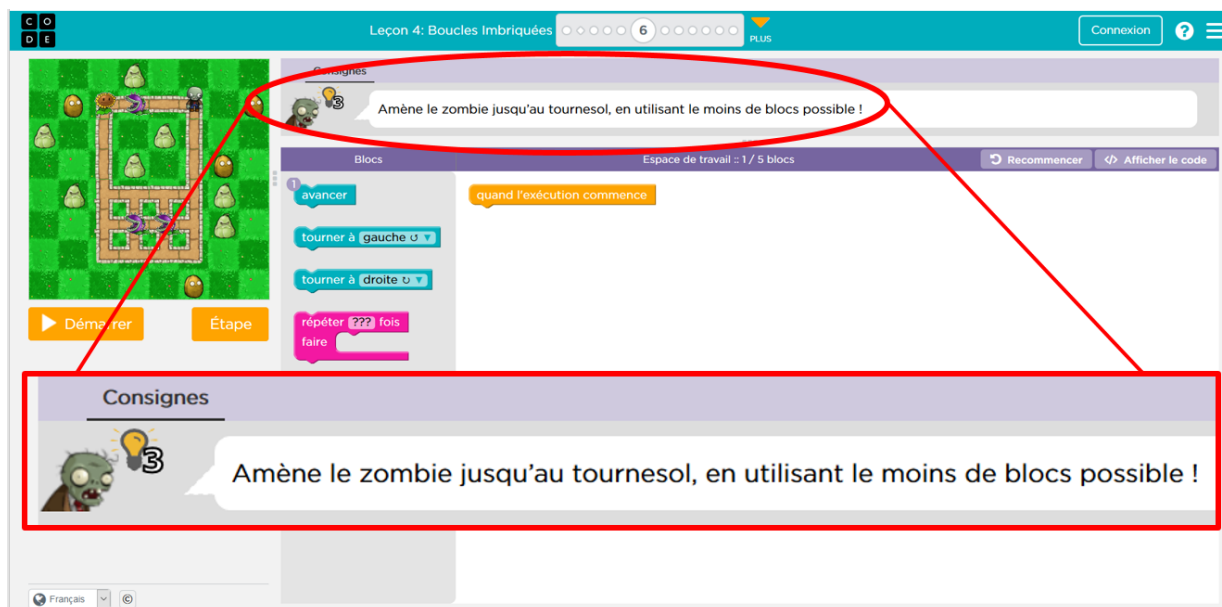 C O
D E
Leçon 4: Boucles Imbriquées
6
PLUS
Connexion
?
Consignes
3
Amène le zombie jusqu'au tournesol, en utilisant le moins de blocs possible !
Blocs
Espace de travail :: 1 / 5 blocs
Recommencer
</> Afficher le code
1
avancer
quand l'exécution commence
tourner à gauche ↺ ▼
tourner à droite ↻ ▼
Démarrer
Étape
répéter ??? fois
faire
Consignes
3
Amène le zombie jusqu'au tournesol, en utilisant le moins de blocs possible !
Français
©